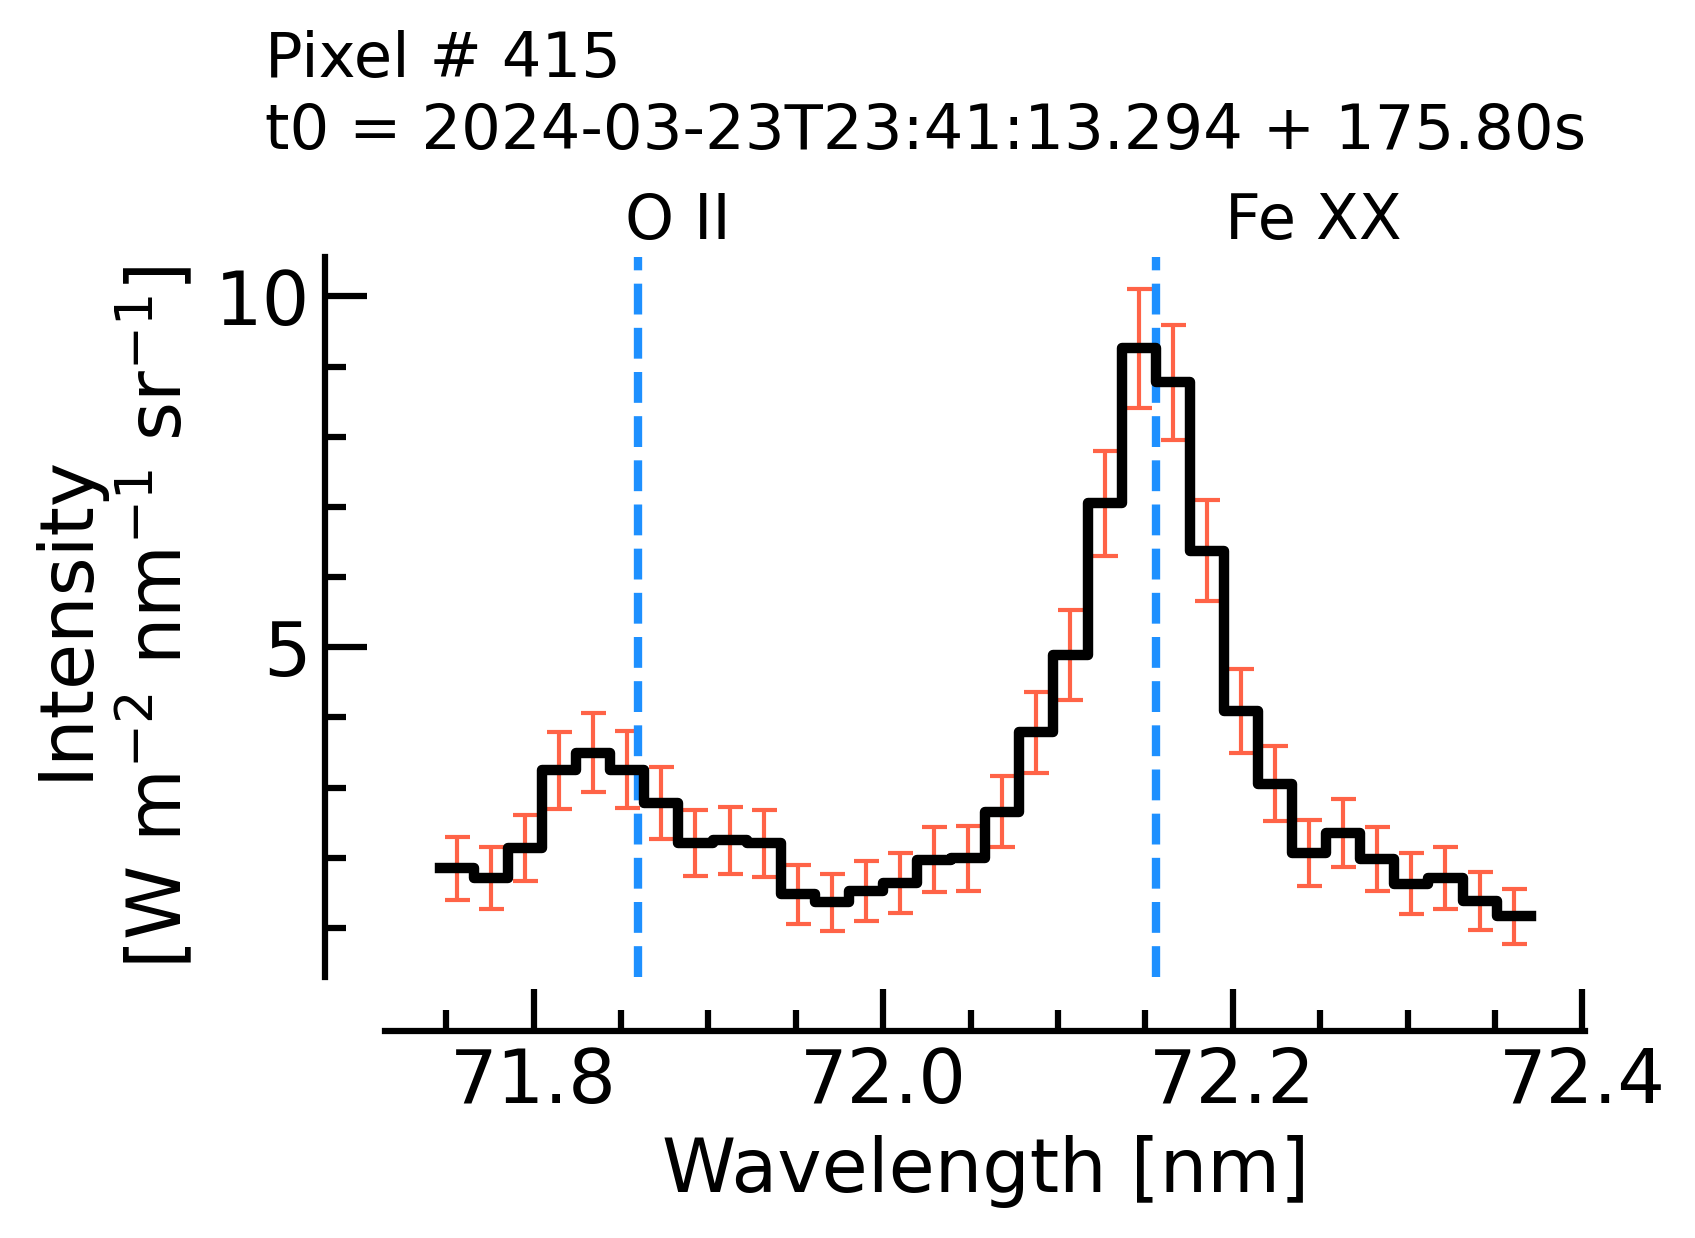 Pixel # 415
t0 = 2024-03-23T23:41:13.294 + 175.80s
O II
Fe XX
Intensity
[W m⁻² nm⁻¹ sr⁻¹]
10
5
71.8
72.0
72.2
72.4
Wavelength [nm]